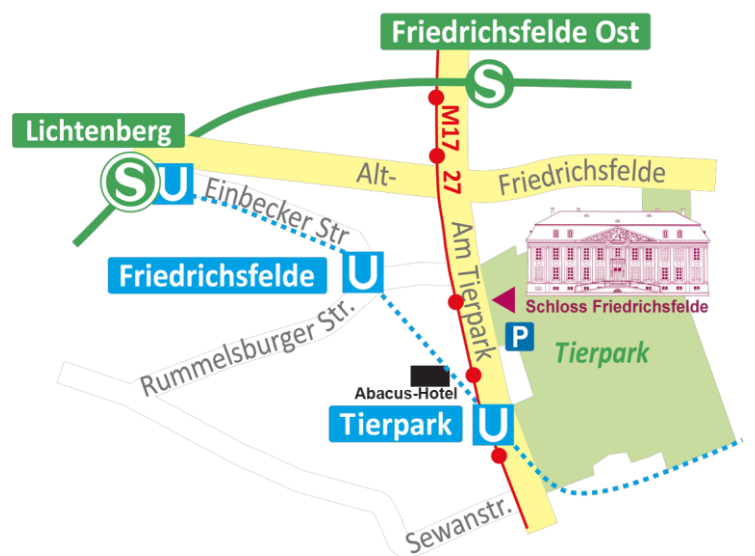 Friedrichsfelde Ost
S
Lichtenberg
S U
M17
27
Alt-
Friedrichsfelde
Einbecker Str
Am Tierpark
Friedrichsfelde
U
Schloss Friedrichsfelde
Rummelsburger Str.
P
Tierpark
Abacus-Hotel
Tierpark
U
Sewanstr.